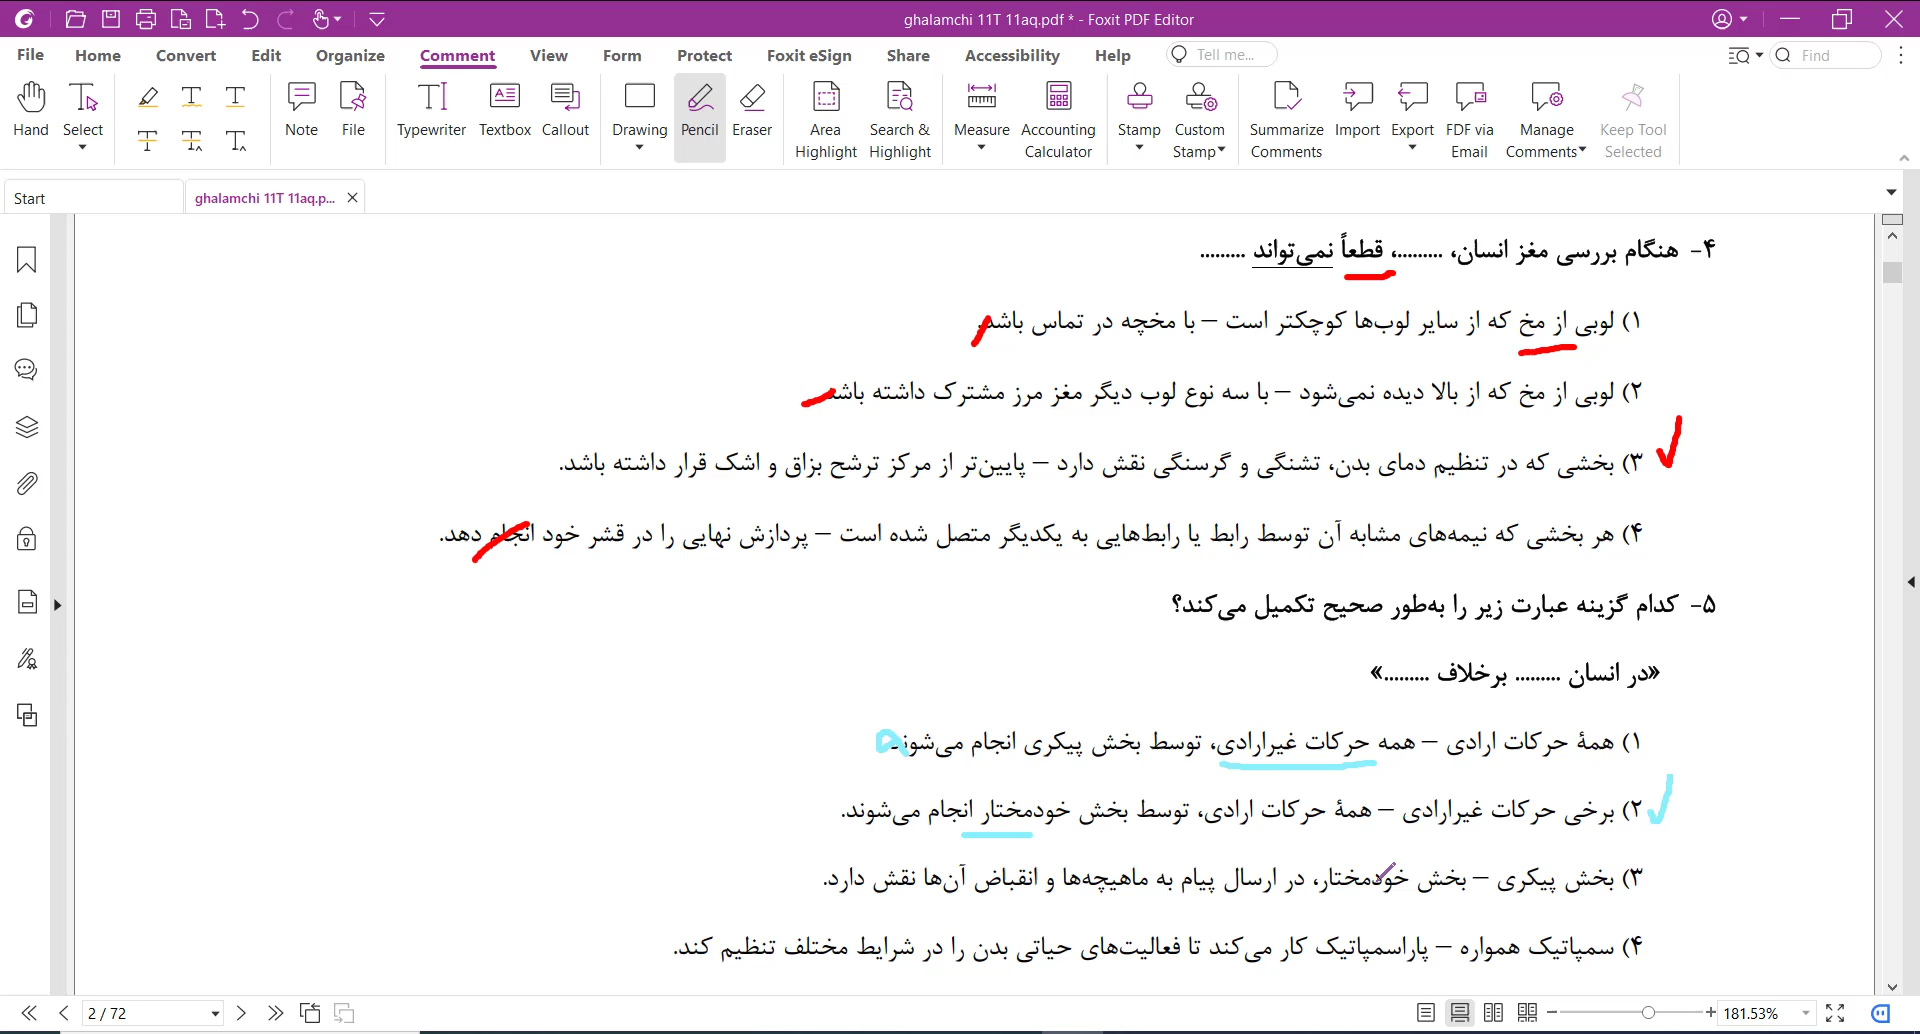 ghalamchi 11T 11aq.pdf * - Foxit PDF Editor
File Home Convert Edit Organize Comment View Form Protect Foxit eSign Share Accessibility Help Tell me... Find
Hand Select Note File Typewriter Textbox Callout Drawing Pencil Eraser Area Highlight Search & Highlight Measure Accounting Calculator Stamp Custom Stamp Summarize Comments Import Export FDF via Email Manage Comments Keep Tool Selected
Start ghalamchi 11T 11aq.p...
۴- هنگام بررسی مغز انسان، ..........، قطعاً نمی‌تواند ..........
۱) لوبی از مخ که از سایر لوب‌ها کوچکتر است – با مخچه در تماس باشد.
۲) لوبی از مخ که از بالا دیده نمی‌شود – با سه نوع لوب دیگر مغز مرز مشترک داشته باشد.
۳) بخشی که در تنظیم دمای بدن، تشنگی و گرسنگی نقش دارد – پایین‌تر از مرکز ترشح بزاق و اشک قرار داشته باشد.
۴) هر بخشی که نیمه‌های مشابه آن توسط رابط یا رابط‌هایی به یکدیگر متصل شده است – پردازش نهایی را در قشر خود انجام دهد.
۵- کدام گزینه عبارت زیر را به‌طور صحیح تکمیل می‌کند؟
«در انسان .......... برخلاف ..........»
۱) همهٔ حرکات ارادی – همه حرکات غیرارادی، توسط بخش پیکری انجام می‌شوند.
۲) برخی حرکات غیرارادی – همهٔ حرکات ارادی، توسط بخش خودمختار انجام می‌شوند.
۳) بخش پیکری – بخش خودمختار، در ارسال پیام به ماهیچه‌ها و انقباض آن‌ها نقش دارد.
۴) سمپاتیک همواره – پاراسمپاتیک کار می‌کند تا فعالیت‌های حیاتی بدن را در شرایط مختلف تنظیم کند.
2 / 72 181.53%